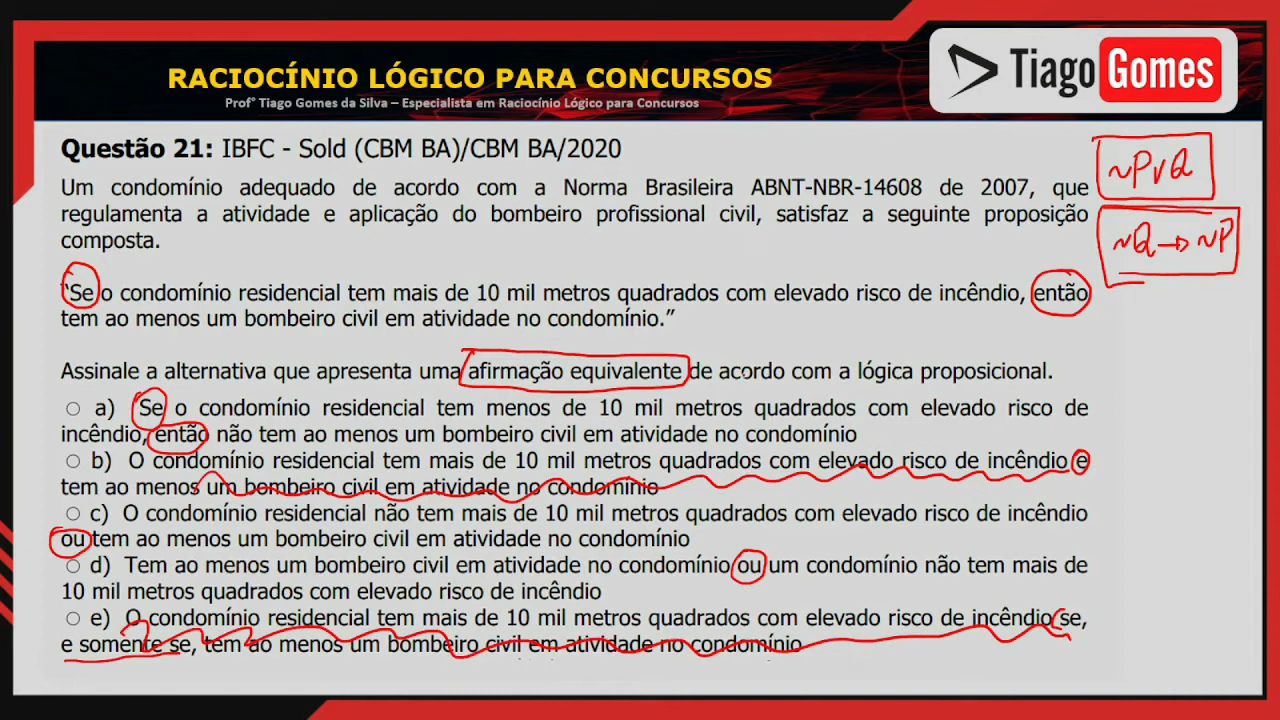 RACIOCÍNIO LÓGICO PARA CONCURSOS
Prof° Tiago Gomes da Silva – Especialista em Raciocínio Lógico para Concursos
Tiago Gomes
Questão 21: IBFC - Sold (CBM BA)/CBM BA/2020
Um condomínio adequado de acordo com a Norma Brasileira ABNT-NBR-14608 de 2007, que
regulamenta a atividade e aplicação do bombeiro profissional civil, satisfaz a seguinte proposição
composta.
~P∨Q
~Q→~P
"Se o condomínio residencial tem mais de 10 mil metros quadrados com elevado risco de incêndio, então
tem ao menos um bombeiro civil em atividade no condomínio."
Assinale a alternativa que apresenta uma afirmação equivalente de acordo com a lógica proposicional.
a) Se o condomínio residencial tem menos de 10 mil metros quadrados com elevado risco de
incêndio, então não tem ao menos um bombeiro civil em atividade no condomínio
b) O condomínio residencial tem mais de 10 mil metros quadrados com elevado risco de incêndio e
tem ao menos um bombeiro civil em atividade no condomínio
c) O condomínio residencial não tem mais de 10 mil metros quadrados com elevado risco de incêndio
ou tem ao menos um bombeiro civil em atividade no condomínio
d) Tem ao menos um bombeiro civil em atividade no condomínio ou um condomínio não tem mais de
10 mil metros quadrados com elevado risco de incêndio
e) O condomínio residencial tem mais de 10 mil metros quadrados com elevado risco de incêndio se,
e somente se, tem ao menos um bombeiro civil em atividade no condomínio